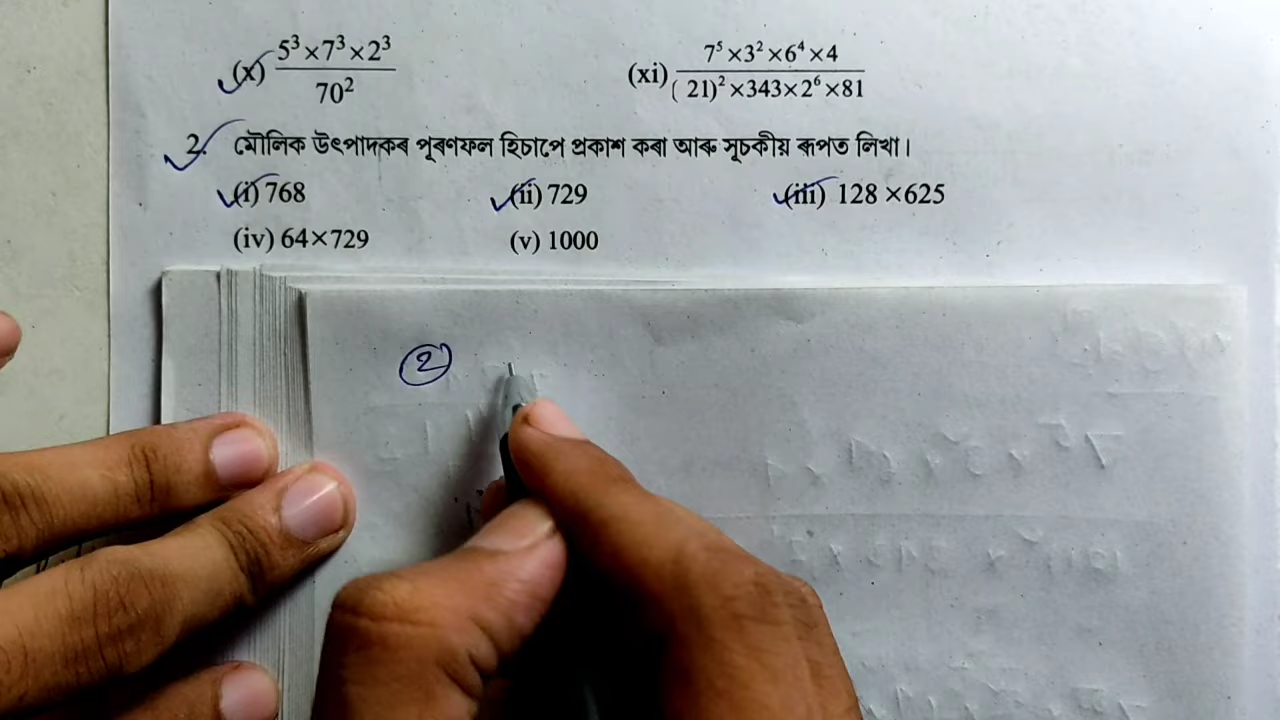 (x) 5³×7³×2³ / 70² (xi) 7⁵×3²×6⁴×4 / (21)²×343×2⁶×81
2. মৌলিক উৎপাদকৰ পূৰণফল হিচাপে প্ৰকাশ কৰা আৰু সূচকীয় ৰূপত লিখা।
(i) 768 (ii) 729 (iii) 128×625
(iv) 64×729 (v) 1000
2